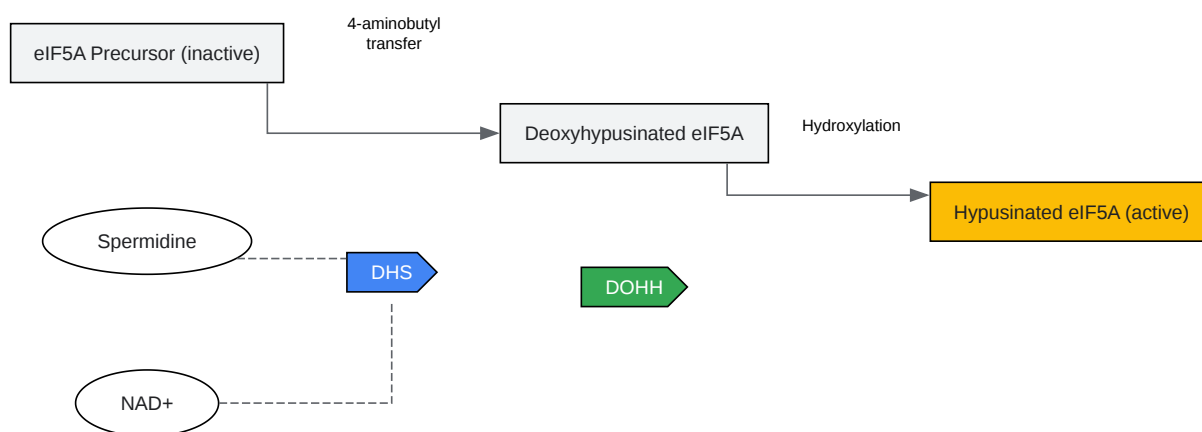 4-aminobutyl
transfer
eIF5A Precursor (inactive)
Deoxyhypusinated eIF5A
Hydroxylation
Hypusinated eIF5A (active)
Spermidine
DHS
DOHH
NAD+